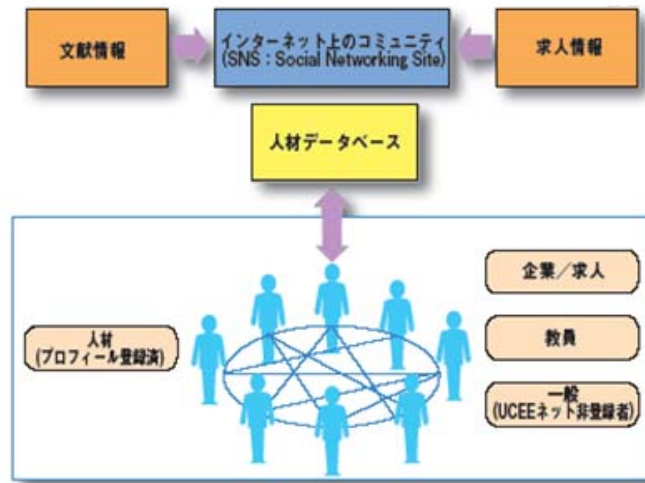 文献情報
インターネット上のコミュニティ
(SNS：Social Networking Site)
求人情報
人材データベース
人材
(プロフィール登録済)
企業／求人
教員
一般
(UCEEネット非登録者)